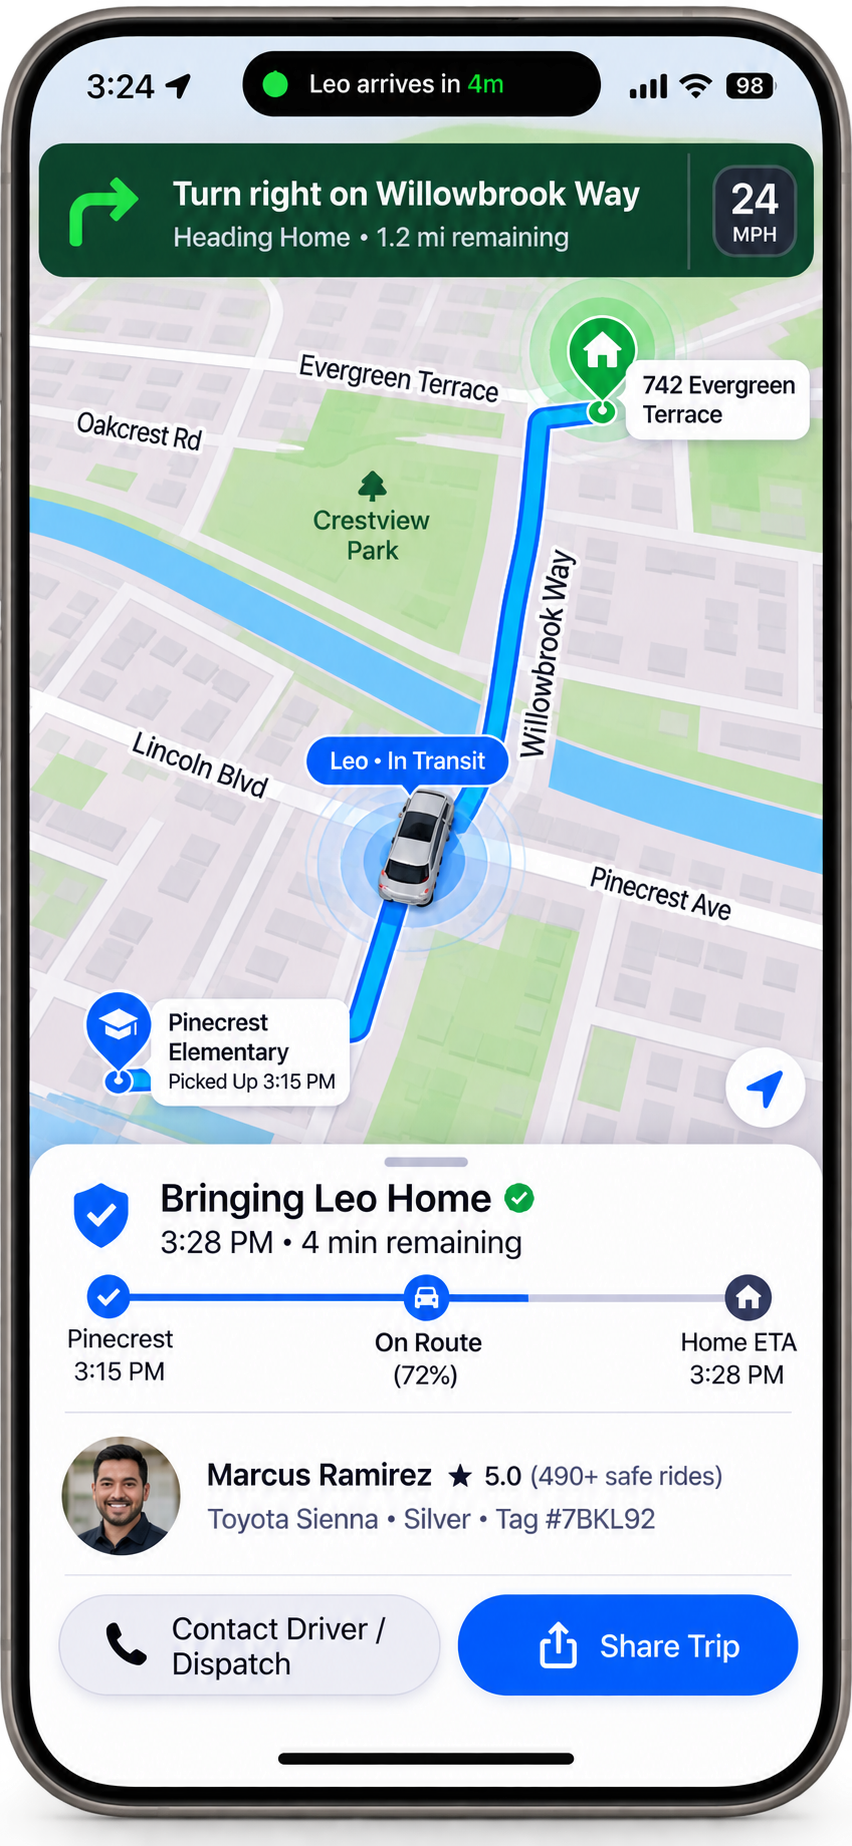 3:24
Leo arrives in 4m
98
Turn right on Willowbrook Way
Heading Home • 1.2 mi remaining
24
MPH
Evergreen Terrace
742 Evergreen
Terrace
Oakcrest Rd
Crestview
Park
Willowbrook Way
Lincoln Blvd
Leo • In Transit
Pinecrest Ave
Pinecrest
Elementary
Picked Up 3:15 PM
Bringing Leo Home
3:28 PM • 4 min remaining
Pinecrest
3:15 PM
On Route
(72%)
Home ETA
3:28 PM
Marcus Ramirez ★ 5.0 (490+ safe rides)
Toyota Sienna • Silver • Tag #7BKL92
Contact Driver /
Dispatch
Share Trip